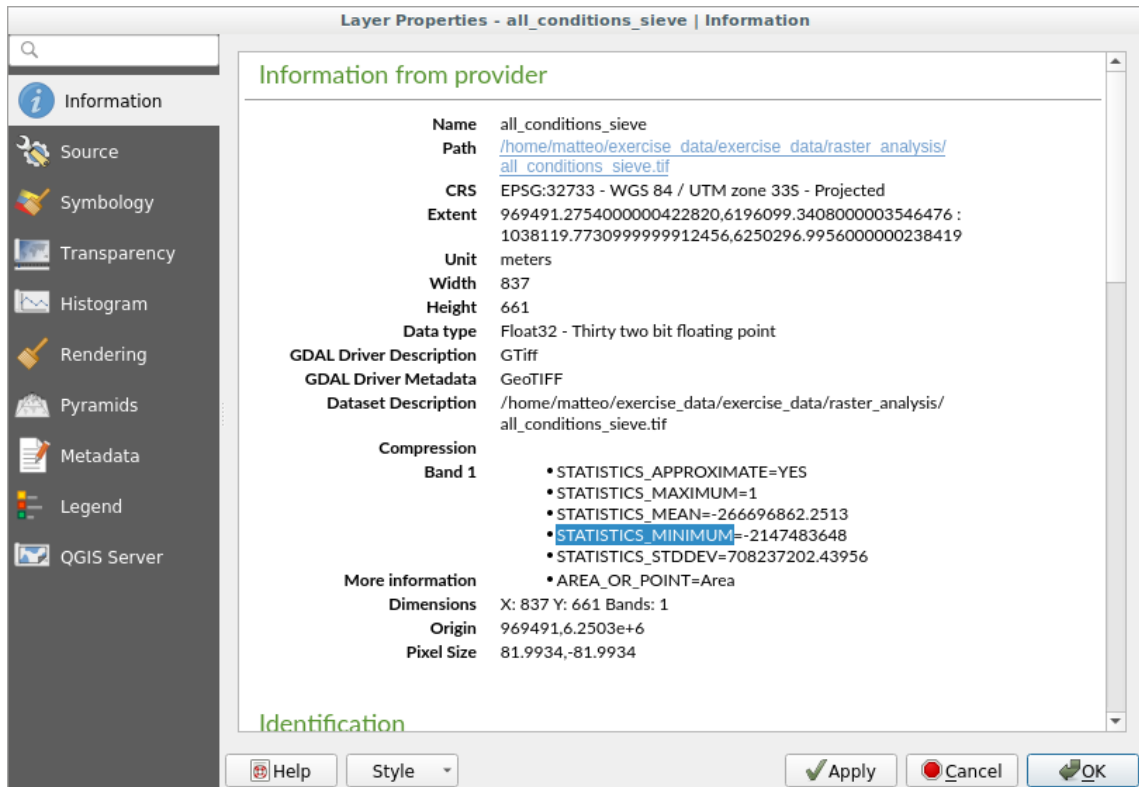 Layer Properties - all_conditions_sieve | Information
Information
Source
Symbology
Transparency
Histogram
Rendering
Pyramids
Metadata
Legend
QGIS Server
Information from provider
Name all_conditions_sieve
Path /home/matteo/exercise_data/exercise_data/raster_analysis/
all_conditions_sieve.tif
CRS EPSG:32733 - WGS 84 / UTM zone 33S - Projected
Extent 969491.2754000000422820,6196099.3408000003546476 :
1038119.7730999999912456,6250296.9956000000238419
Unit meters
Width 837
Height 661
Data type Float32 - Thirty two bit floating point
GDAL Driver Description GTiff
GDAL Driver Metadata GeoTIFF
Dataset Description /home/matteo/exercise_data/exercise_data/raster_analysis/
all_conditions_sieve.tif
Compression
Band 1 • STATISTICS_APPROXIMATE=YES
• STATISTICS_MAXIMUM=1
• STATISTICS_MEAN=-266696862.2513
• STATISTICS_MINIMUM=-2147483648
• STATISTICS_STDDEV=708237202.43956
More information • AREA_OR_POINT=Area
Dimensions X: 837 Y: 661 Bands: 1
Origin 969491,6.2503e+6
Pixel Size 81.9934,-81.9934
Identification
Help Style Apply Cancel OK